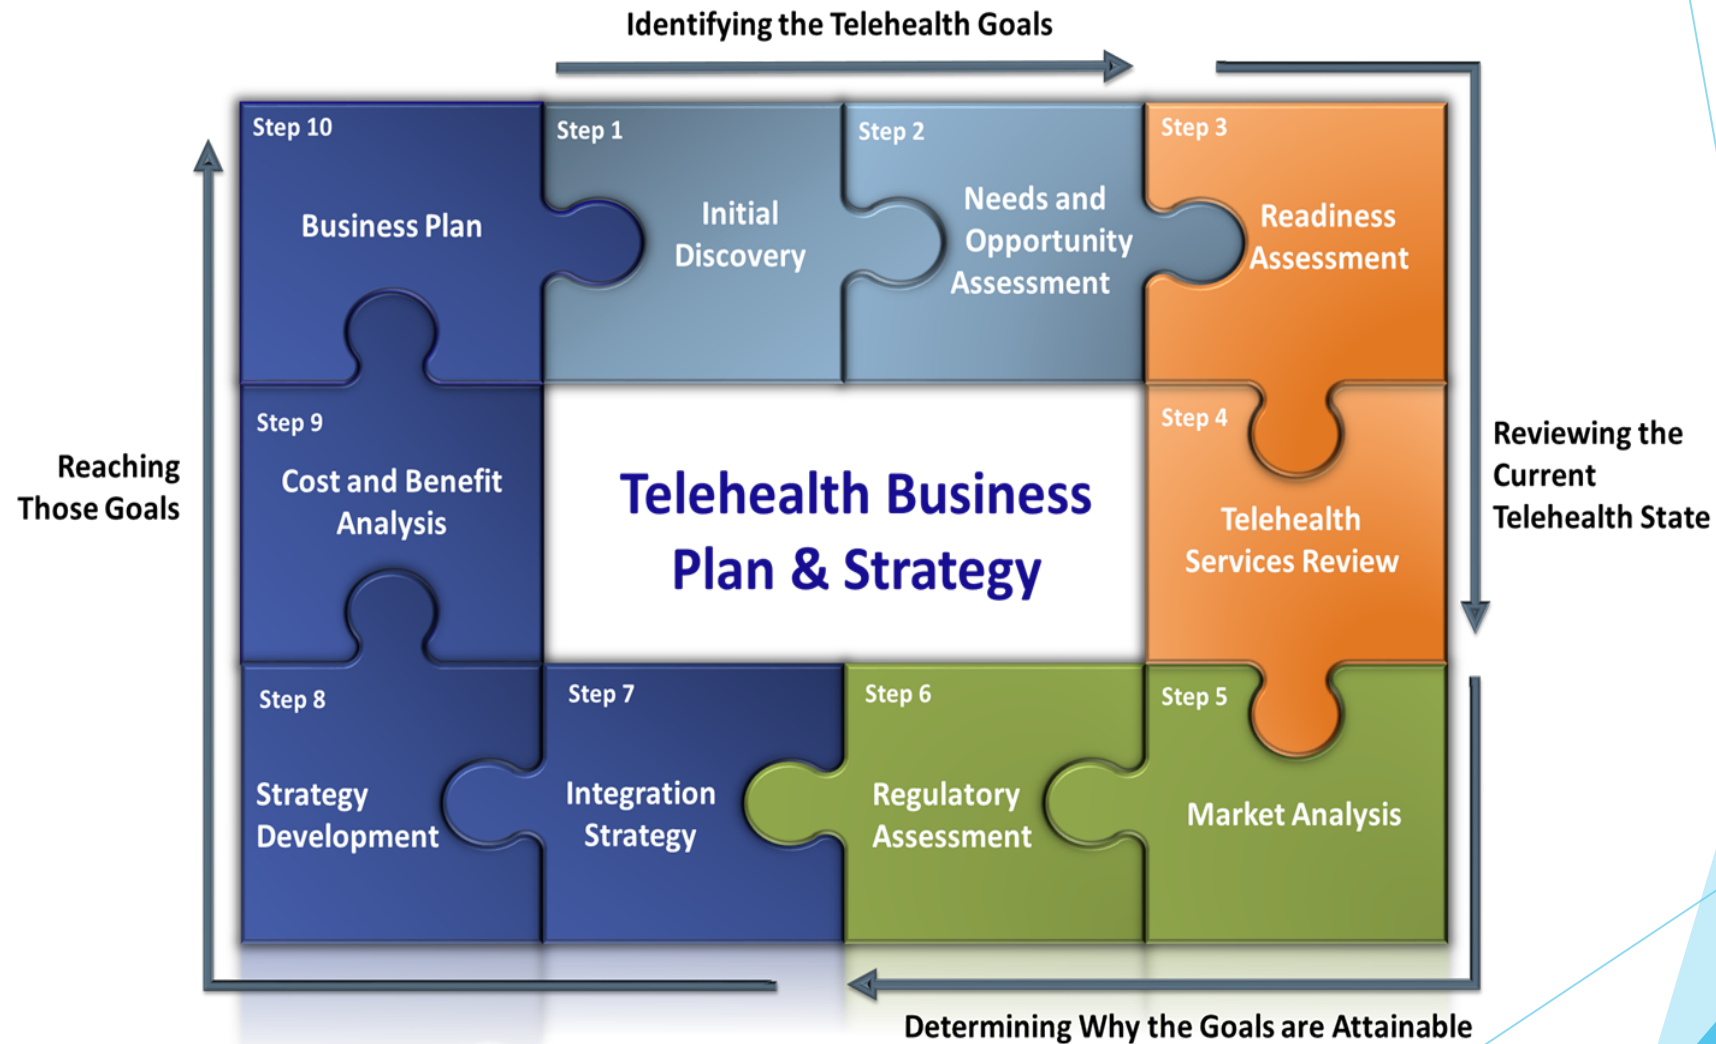 Identifying the Telehealth Goals
Step 10
Business Plan
Step 1
Initial
Discovery
Step 2
Needs and
Opportunity
Assessment
Step 3
Readiness
Assessment
Step 4
Telehealth
Services Review
Reviewing the
Current
Telehealth State
Step 5
Market Analysis
Step 6
Regulatory
Assessment
Determining Why the Goals are Attainable
Step 7
Integration
Strategy
Step 8
Strategy
Development
Step 9
Cost and Benefit
Analysis
Reaching
Those Goals
Telehealth Business
Plan & Strategy